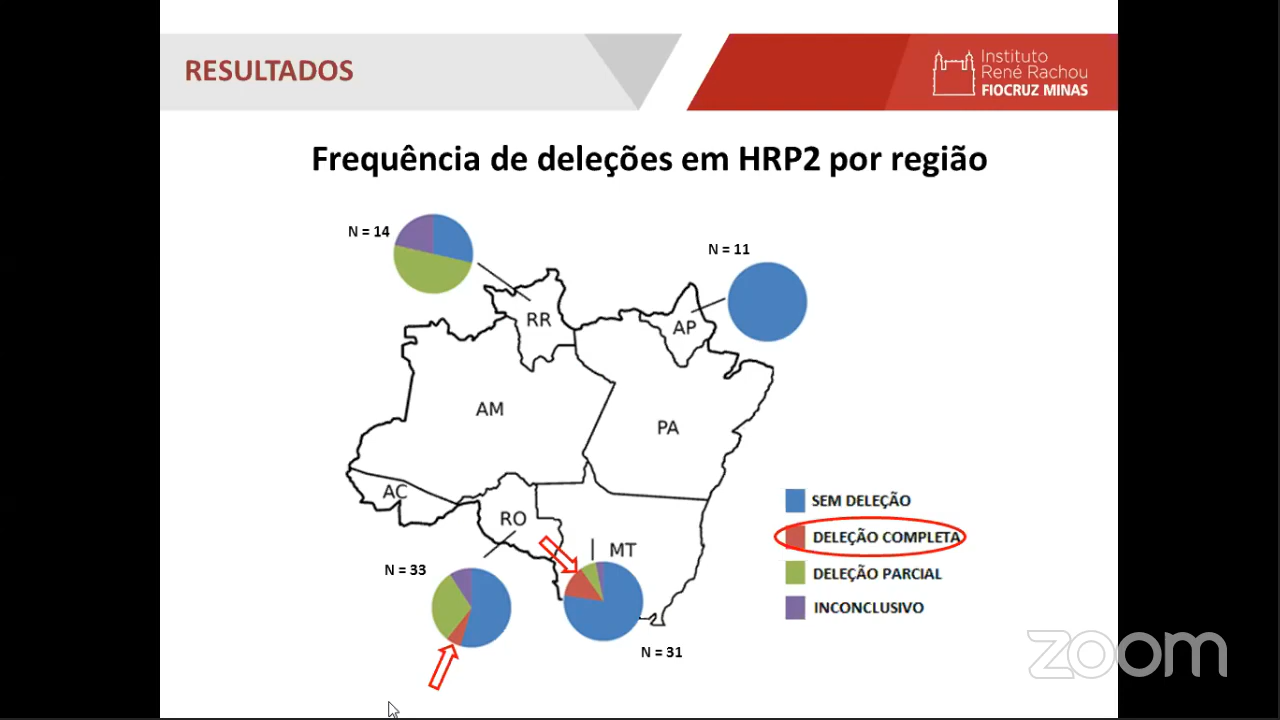 RESULTADOS
Instituto
René Rachou
FIOCRUZ MINAS
Frequência de deleções em HRP2 por região
N = 14
N = 11
RR
AP
AM
PA
AC
RO
MT
SEM DELEÇÃO
DELEÇÃO COMPLETA
DELEÇÃO PARCIAL
INCONCLUSIVO
N = 33
N = 31
zoom